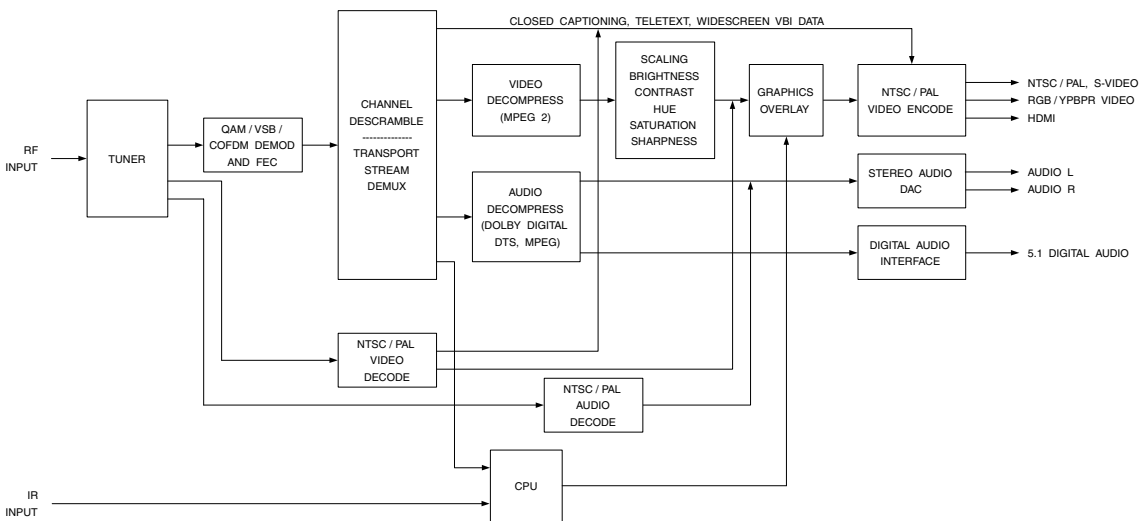 CLOSED CAPTIONING, TELETEXT, WIDESCREEN VBI DATA
RF
INPUT
TUNER
QAM / VSB /
COFDM DEMOD
AND FEC
CHANNEL
DESCRAMBLE
--------------
TRANSPORT
STREAM
DEMUX
VIDEO
DECOMPRESS
(MPEG 2)
SCALING
BRIGHTNESS
CONTRAST
HUE
SATURATION
SHARPNESS
GRAPHICS
OVERLAY
NTSC / PAL
VIDEO ENCODE
NTSC / PAL, S-VIDEO
RGB / YPBPR VIDEO
HDMI
AUDIO
DECOMPRESS
(DOLBY DIGITAL
DTS, MPEG)
STEREO AUDIO
DAC
AUDIO L
AUDIO R
DIGITAL AUDIO
INTERFACE
5.1 DIGITAL AUDIO
NTSC / PAL
VIDEO
DECODE
NTSC / PAL
AUDIO
DECODE
IR
INPUT
CPU